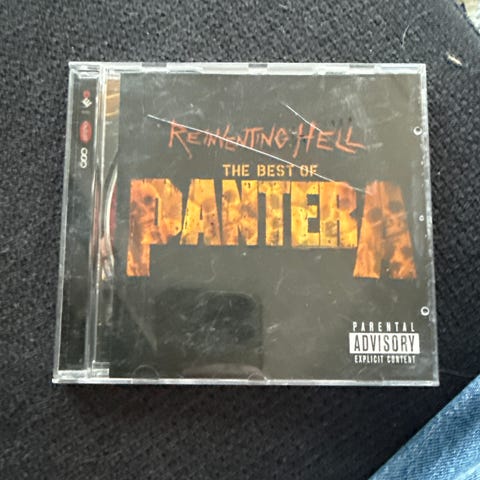 REINVENTING HELL
THE BEST OF
PANTERA
PARENTAL
ADVISORY
EXPLICIT CONTENT